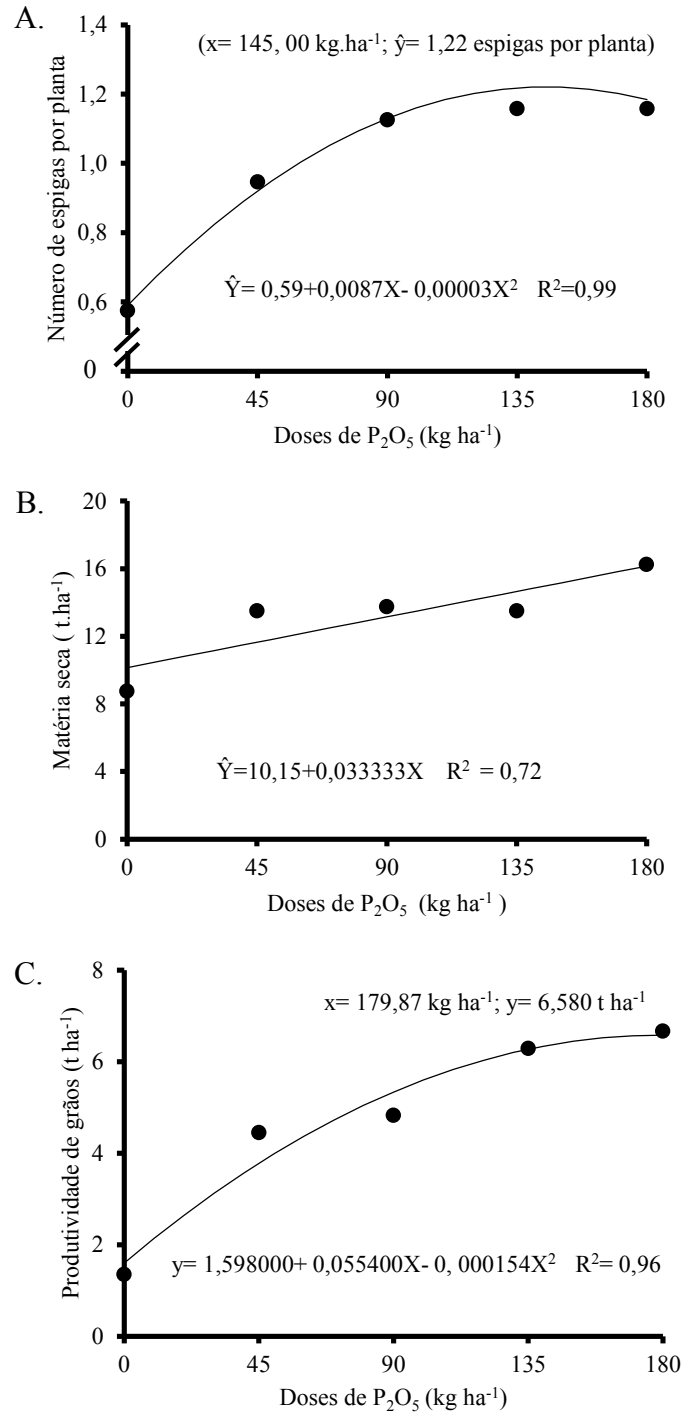 A.
1,4
1,2
1,0
0,8
0,6
0
Número de espigas por planta
(x= 145, 00 kg.ha⁻¹; ŷ= 1,22 espigas por planta)
Ŷ= 0,59+0,0087X- 0,00003X² R²=0,99
0 45 90 135 180
Doses de P₂O₅ (kg ha⁻¹)
B.
20
16
12
8
4
0
Matéria seca ( t.ha⁻¹)
Ŷ=10,15+0,033333X R² = 0,72
0 45 90 135 180
Doses de P₂O₅ (kg ha⁻¹ )
C.
8
6
4
2
0
Produtividade de grãos (t ha⁻¹)
x= 179,87 kg ha⁻¹; y= 6,580 t ha⁻¹
y= 1,598000+ 0,055400X- 0, 000154X² R²= 0,96
0 45 90 135 180
Doses de P₂O₅ (kg ha⁻¹)